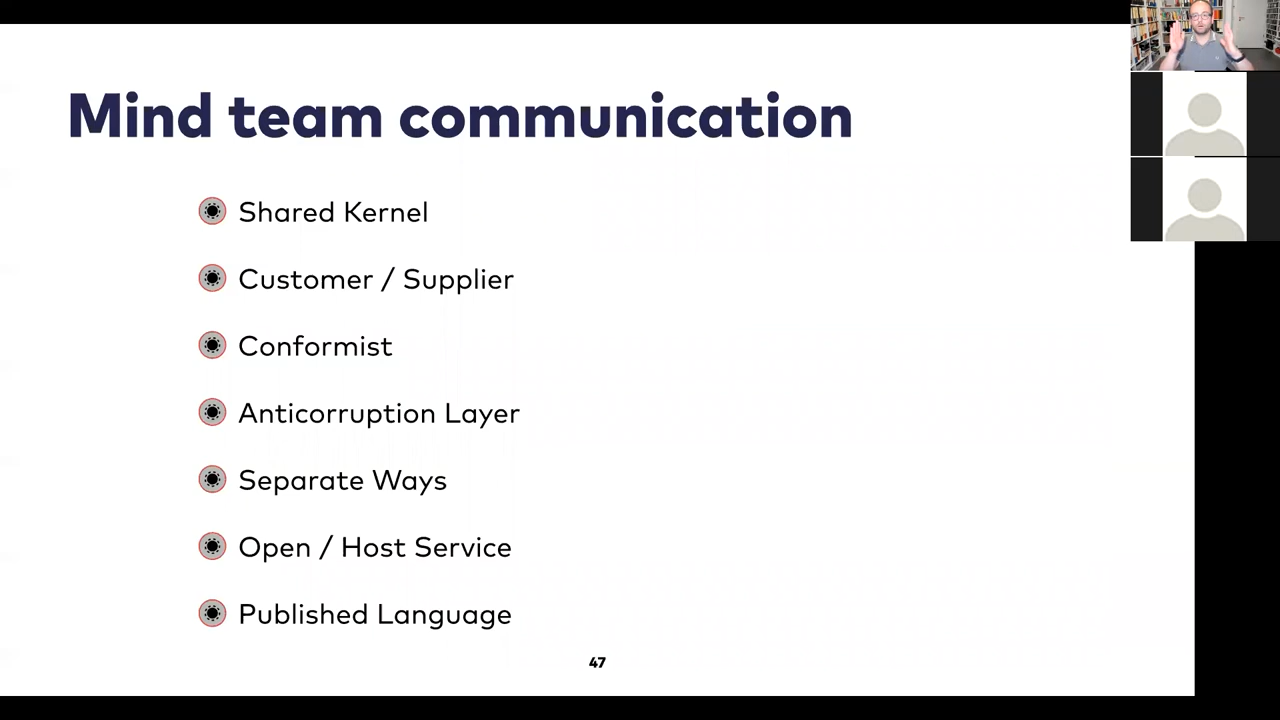 Mind team communication
Shared Kernel
Customer / Supplier
Conformist
Anticorruption Layer
Separate Ways
Open / Host Service
Published Language
47